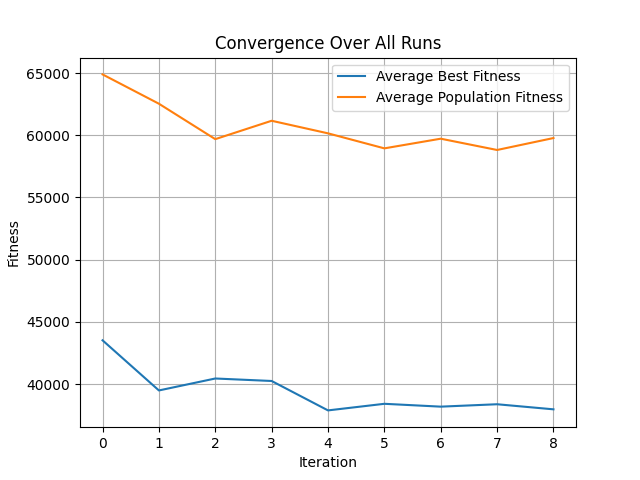 Convergence Over All Runs
Average Best Fitness
Average Population Fitness
Fitness
65000
60000
55000
50000
45000
40000
0 1 2 3 4 5 6 7 8
Iteration